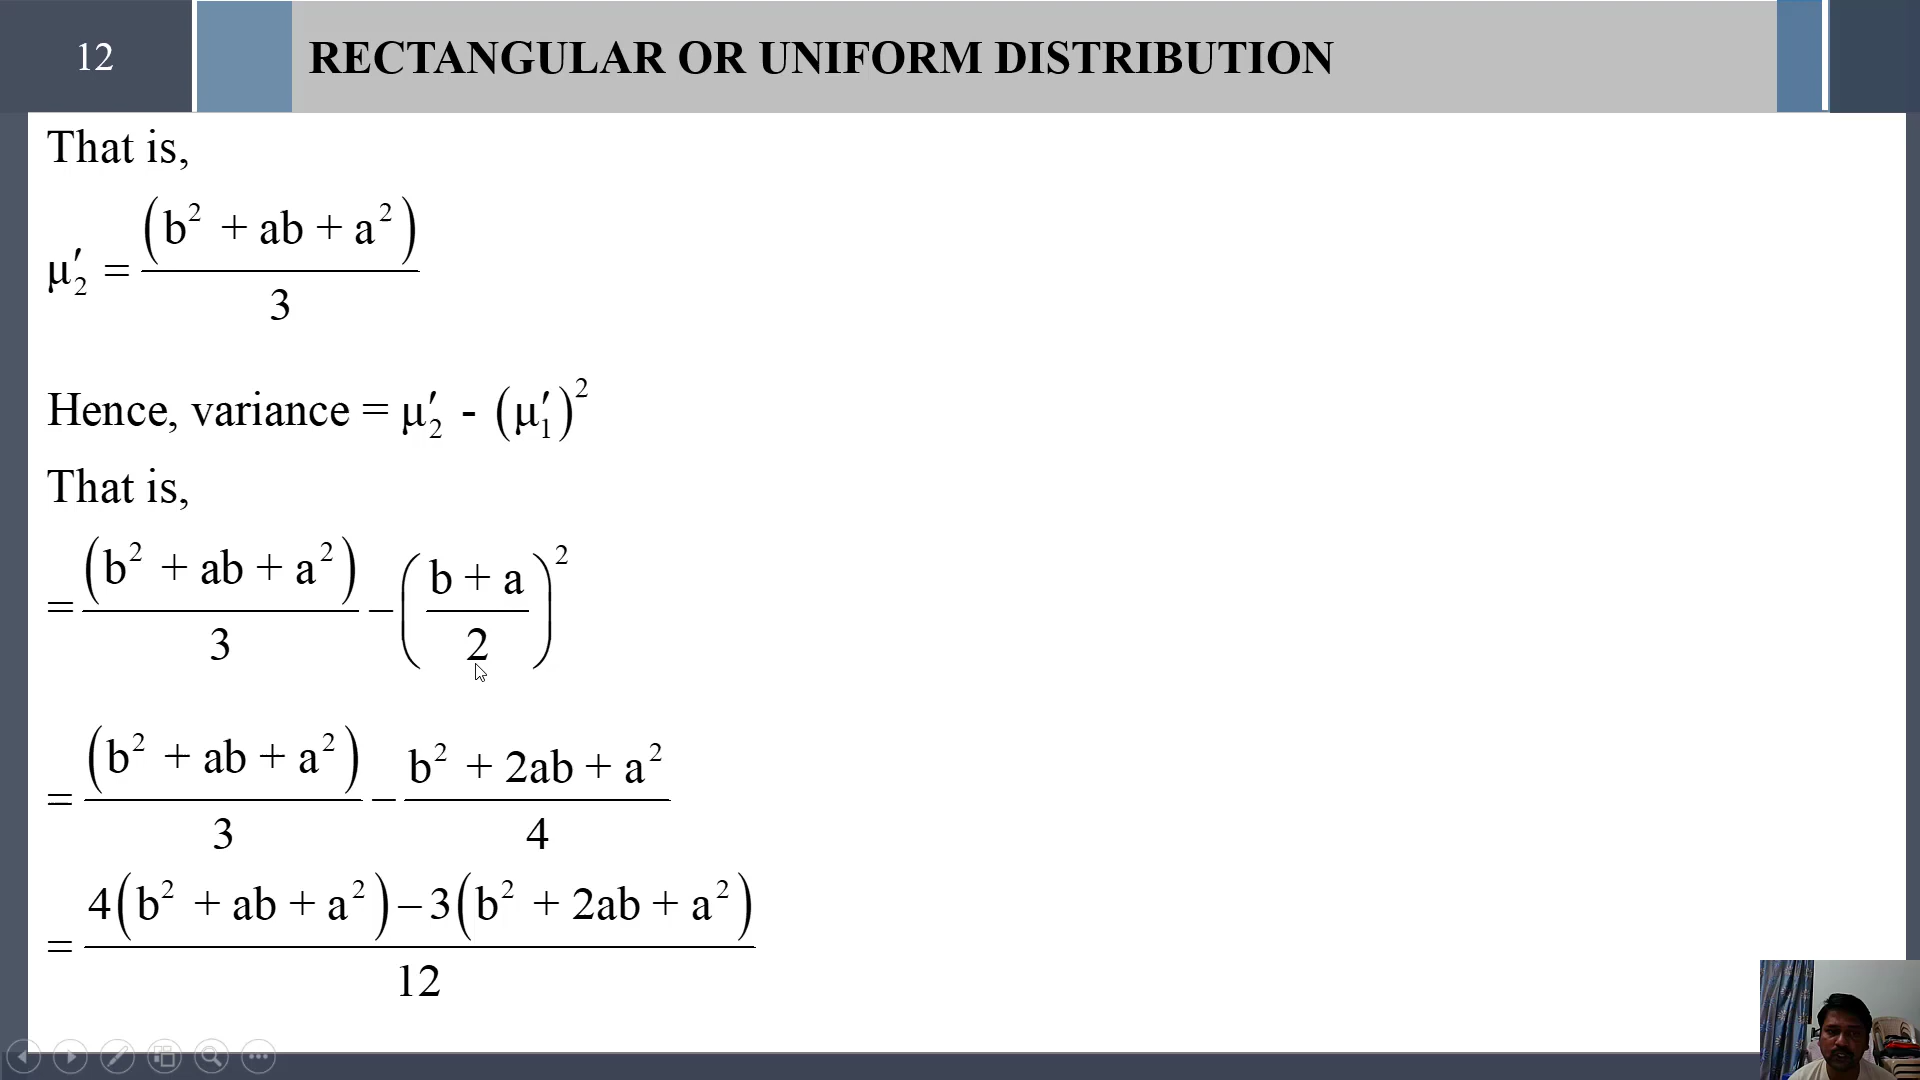 12
RECTANGULAR OR UNIFORM DISTRIBUTION
That is,
μ′₂ = (b² + ab + a²) / 3
Hence, variance = μ′₂ - (μ′₁)²
That is,
= (b² + ab + a²) / 3 − ((b + a) / 2)²
= (b² + ab + a²) / 3 − (b² + 2ab + a²) / 4
= (4(b² + ab + a²) − 3(b² + 2ab + a²)) / 12